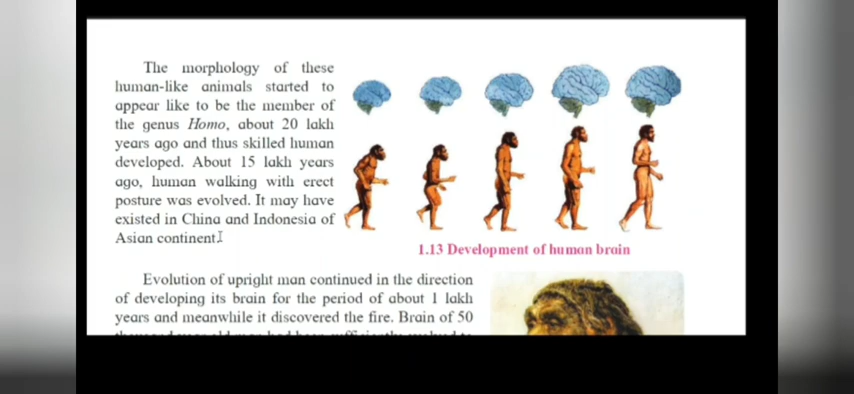 The morphology of these
human-like animals started to
appear like to be the member of
the genus Homo, about 20 lakh
years ago and thus skilled human
developed. About 15 lakh years
ago, human walking with erect
posture was evolved. It may have
existed in China and Indonesia of
Asian continent
1.13 Development of human brain
Evolution of upright man continued in the direction
of developing its brain for the period of about 1 lakh
years and meanwhile it discovered the fire. Brain of 50